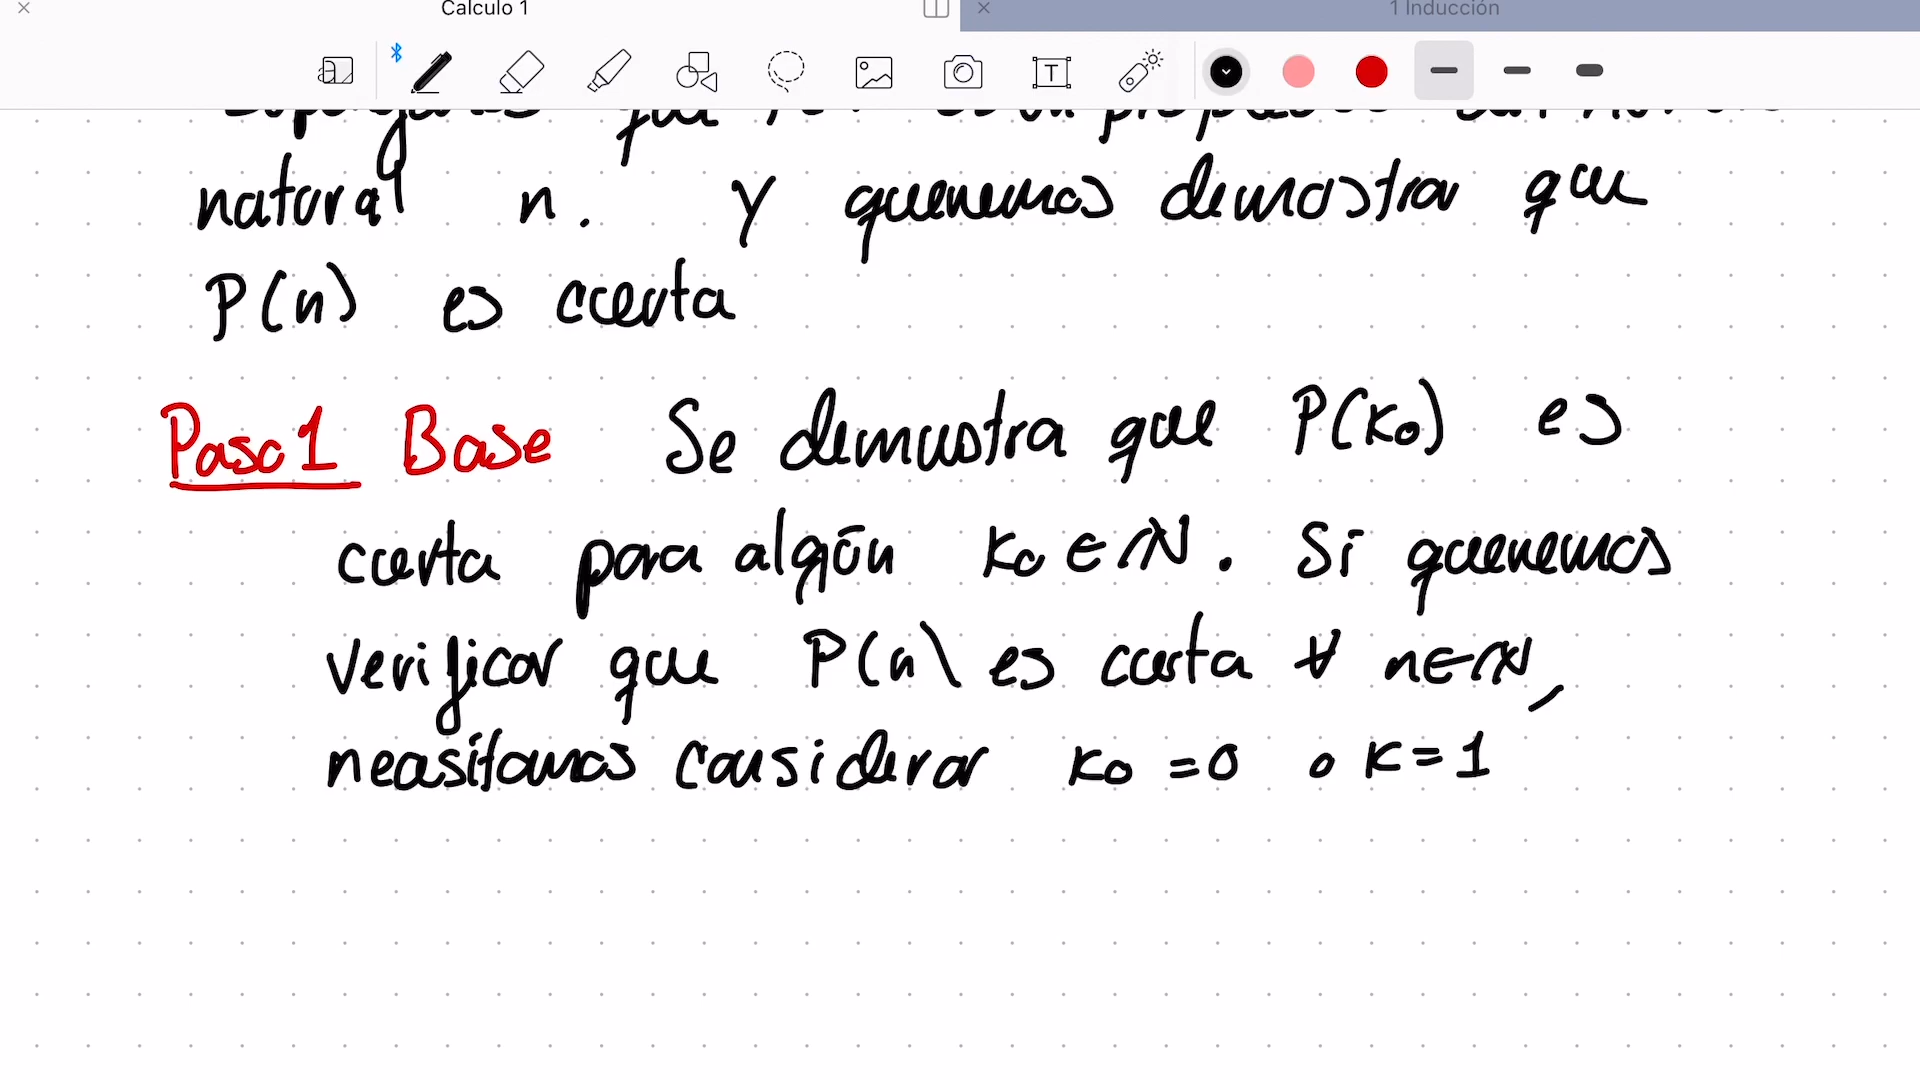 Calculo 1
1 Inducción
natural n. Y queremos demostrar que
P(n) es cierta
Paso 1 Base Se demuestra que P(k₀) es
cierta para algún k₀ ∈ ℕ. Si queremos
verificar que P(n) es cierta ∀ n ∈ ℕ,
necesitamos considerar k₀ = 0 o k = 1